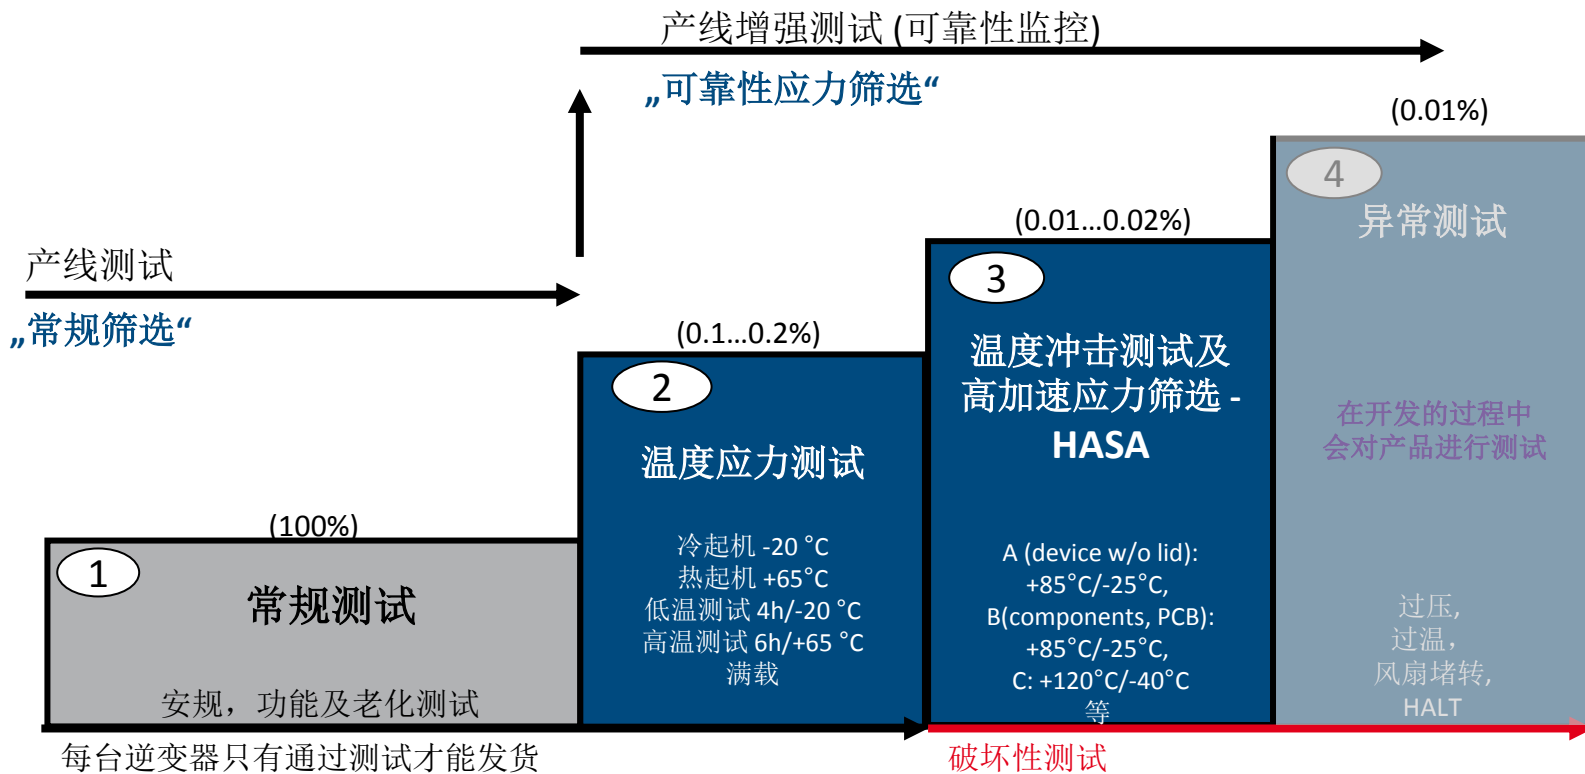 产线增强测试 (可靠性监控)
„可靠性应力筛选“
产线测试
„常规筛选“
(100%)
1
常规测试
安规，功能及老化测试
(0.1...0.2%)
2
温度应力测试
冷起机 -20 °C
热起机 +65°C
低温测试 4h/-20 °C
高温测试 6h/+65 °C
满载
(0.01...0.02%)
3
温度冲击测试及
高加速应力筛选 -
HASA
A (device w/o lid):
+85°C/-25°C,
B(components, PCB):
+85°C/-25°C,
C: +120°C/-40°C
等
(0.01%)
4
异常测试
在开发的过程中
会对产品进行测试
过压,
过温，
风扇堵转,
HALT
每台逆变器只有通过测试才能发货
破坏性测试